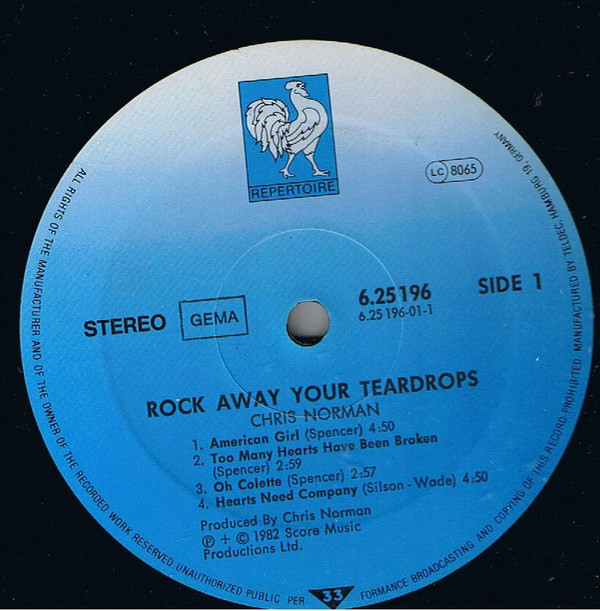 REPERTOIRE
LC 8065
STEREO
GEMA
6.25196
6.25 196-01-1
SIDE 1
ROCK AWAY YOUR TEARDROPS
CHRIS NORMAN
1. American Girl (Spencer) 4:50
2. Too Many Hearts Have Been Broken
(Spencer) 2:59
3. Oh Colette (Spencer) 2:57
4. Hearts Need Company (Silson-Wade) 4:50
Produced By Chris Norman
Ⓟ + © 1982 Score Music
Productions Ltd.
ALL RIGHTS OF THE MANUFACTURER AND OF THE OWNER OF THE RECORDED WORK RESERVED UNAUTHORIZED PUBLIC PER FORMANCE BROADCASTING AND COPYING OF THIS RECORD PROHIBITED MANUFACTURED BY TELDEC, HAMBURG 19, GERMANY
33